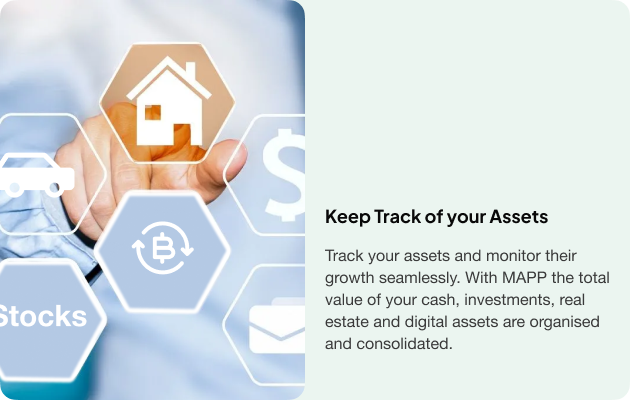 $
Stocks
Keep Track of your Assets
Track your assets and monitor their
growth seamlessly. With MAPP the total
value of your cash, investments, real
estate and digital assets are organised
and consolidated.